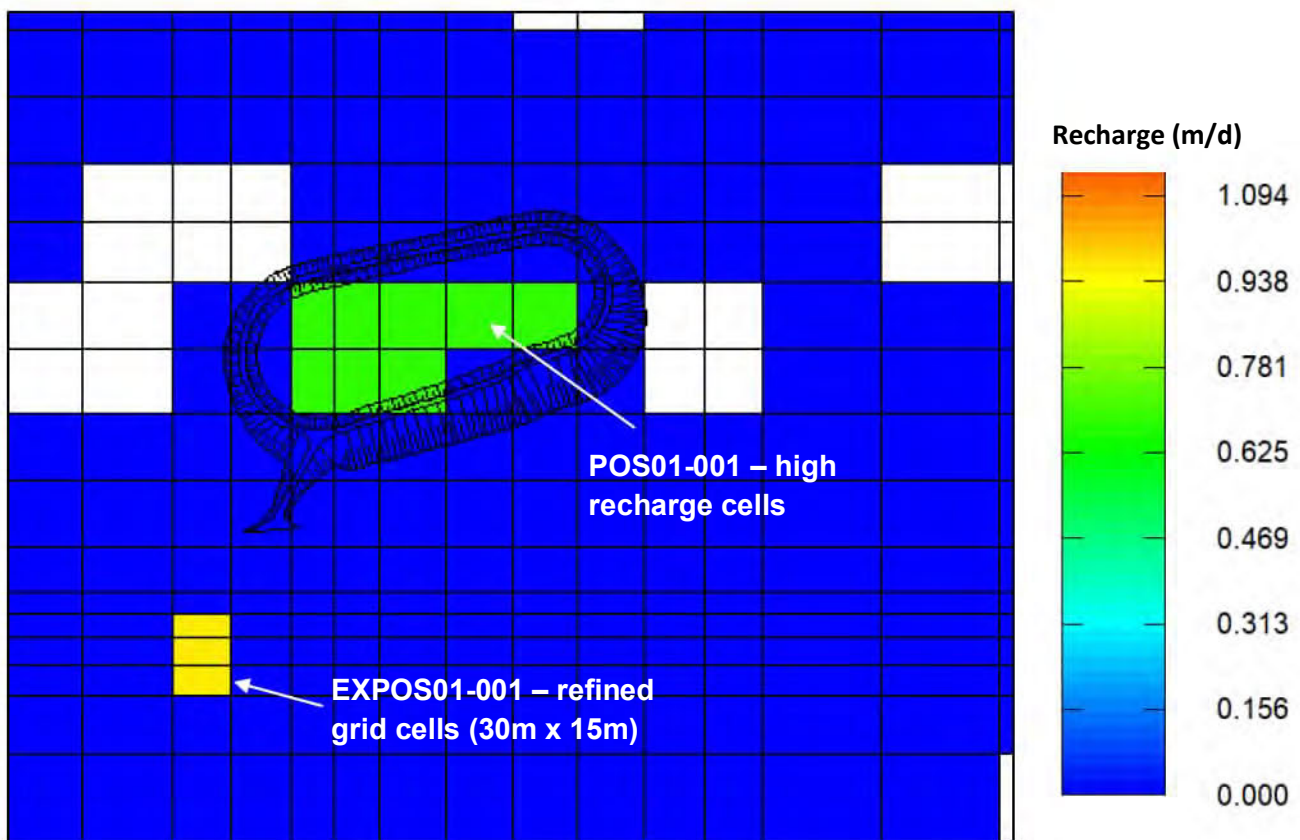 Recharge (m/d)
1.094
0.938
0.781
0.625
0.469
0.313
0.156
0.000
POS01-001 – high
recharge cells
EXPOS01-001 – refined
grid cells (30m x 15m)